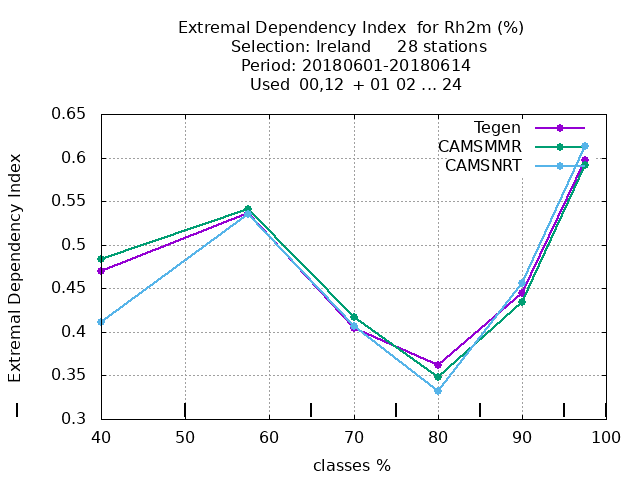 Extremal Dependency Index  for Rh2m (%)
Selection: Ireland     28 stations
Period: 20180601-20180614
Used  00,12  + 01 02 ... 24
Tegen
CAMSMMR
CAMSNRT
Extremal Dependency Index
0.65
0.6
0.55
0.5
0.45
0.4
0.35
0.3
40 50 60 70 80 90 100
classes %